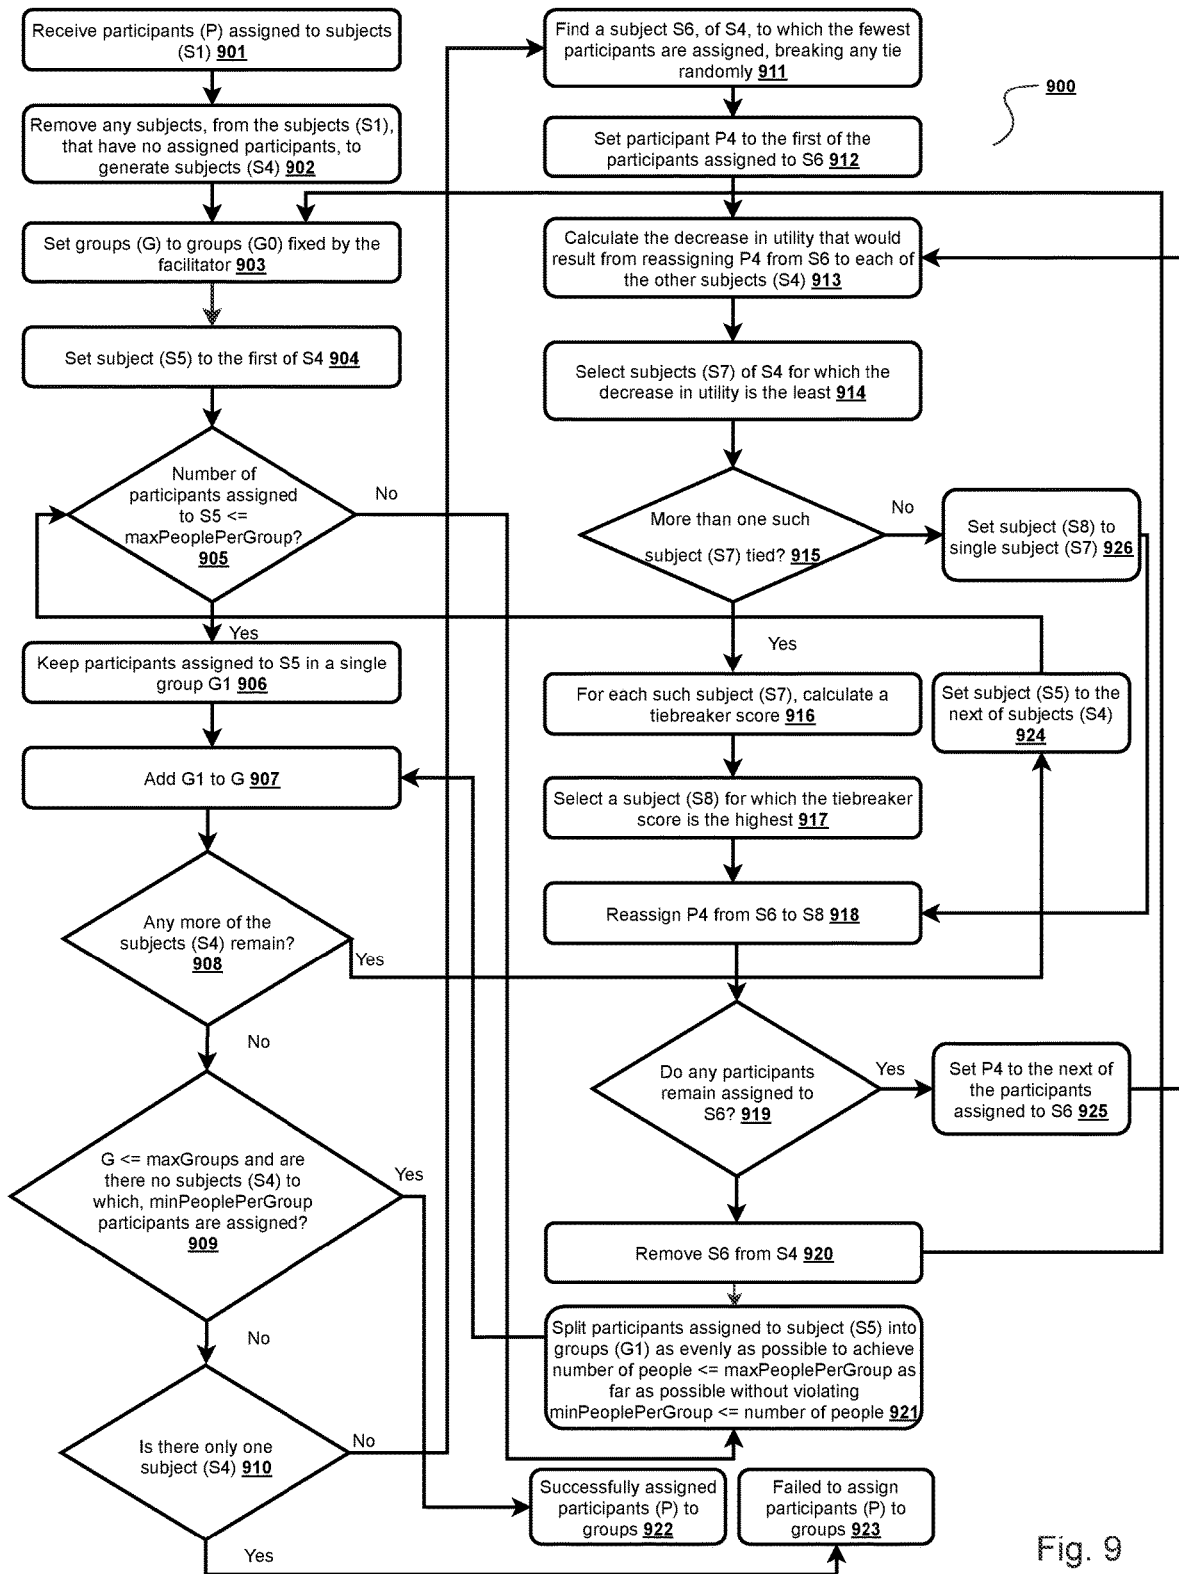 Receive participants (P) assigned to subjects
(S1) 901
Remove any subjects, from the subjects (S1),
that have no assigned participants, to
generate subjects (S4) 902
Set groups (G) to groups (G0) fixed by the
facilitator 903
Set subject (S5) to the first of S4 904
Number of
participants assigned
to S5 <=
maxPeoplePerGroup?
905
No
Yes
Keep participants assigned to S5 in a single
group G1 906
Add G1 to G 907
Any more of the
subjects (S4) remain?
908
Yes
No
G <= maxGroups and are
there no subjects (S4) to
which, minPeoplePerGroup
participants are assigned?
909
Yes
No
Is there only one
subject (S4) 910
No
Yes
Find a subject S6, of S4, to which the fewest
participants are assigned, breaking any tie
randomly 911
Set participant P4 to the first of the
participants assigned to S6 912
Calculate the decrease in utility that would
result from reassigning P4 from S6 to each of
the other subjects (S4) 913
Select subjects (S7) of S4 for which the
decrease in utility is the least 914
More than one such
subject (S7) tied? 915
No
Set subject (S8) to
single subject (S7) 926
Yes
For each such subject (S7), calculate a
tiebreaker score 916
Set subject (S5) to the
next of subjects (S4)
924
Select a subject (S8) for which the tiebreaker
score is the highest 917
Reassign P4 from S6 to S8 918
Do any participants
remain assigned to
S6? 919
Yes
Set P4 to the next of
the participants
assigned to S6 925
Remove S6 from S4 920
Split participants assigned to subject (S5) into
groups (G1) as evenly as possible to achieve
number of people <= maxPeoplePerGroup as
far as possible without violating
minPeoplePerGroup <= number of people 921
Successfully assigned
participants (P) to
groups 922
Failed to assign
participants (P) to
groups 923
900
Fig. 9